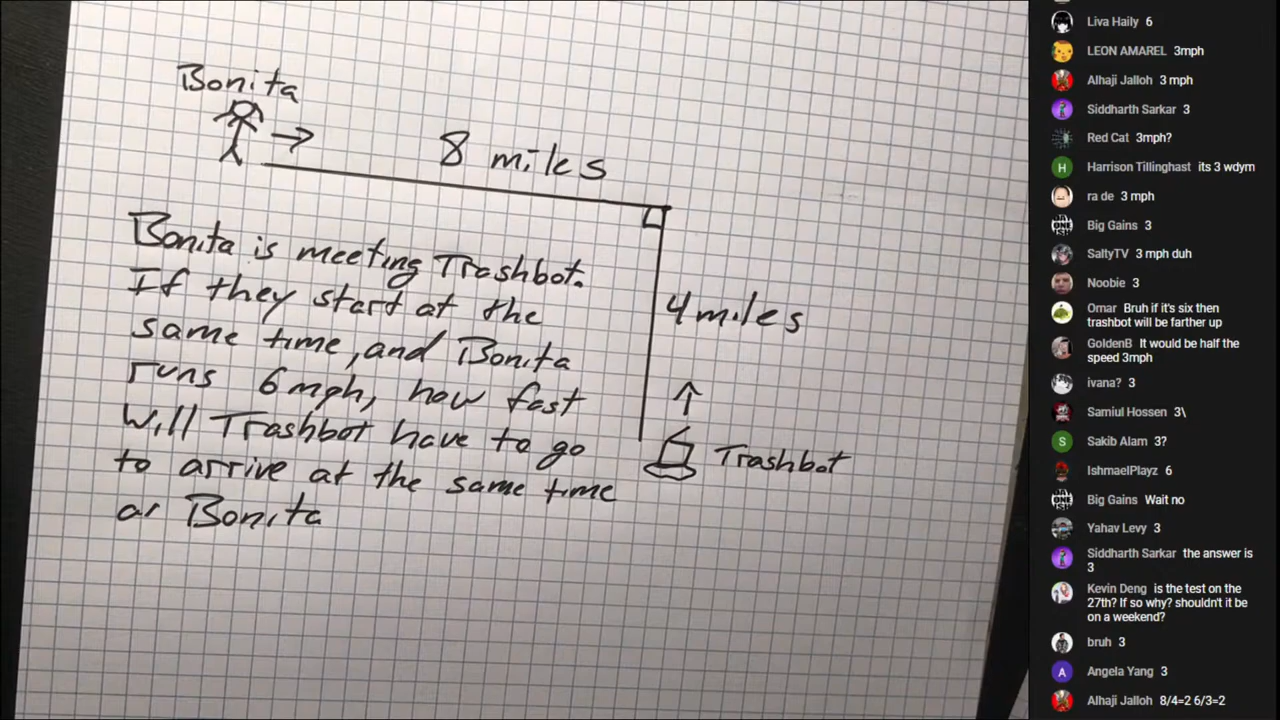 Bonita
8 miles
Bonita is meeting Trashbot.
If they start at the
same time, and Bonita
runs 6mph, how fast
will Trashbot have to go
to arrive at the same time
as Bonita
4 miles
Trashbot
Liva Haily 6
LEON AMAREL 3mph
Alhaji Jalloh 3 mph
Siddharth Sarkar 3
Red Cat 3mph?
H
Harrison Tillinghast its 3 wdym
ra de 3 mph
Big Gains 3
SaltyTV 3 mph duh
Noobie 3
Omar Bruh if it's six then
trashbot will be farther up
GoldenB It would be half the
speed 3mph
ivana? 3
Samiul Hossen 3\
S
Sakib Alam 3?
IshmaelPlayz 6
Big Gains Wait no
Yahav Levy 3
Siddharth Sarkar the answer is
3
Kevin Deng is the test on the
27th? If so why? shouldn't it be
on a weekend?
bruh 3
A
Angela Yang 3
Alhaji Jalloh 8/4=2 6/3=2